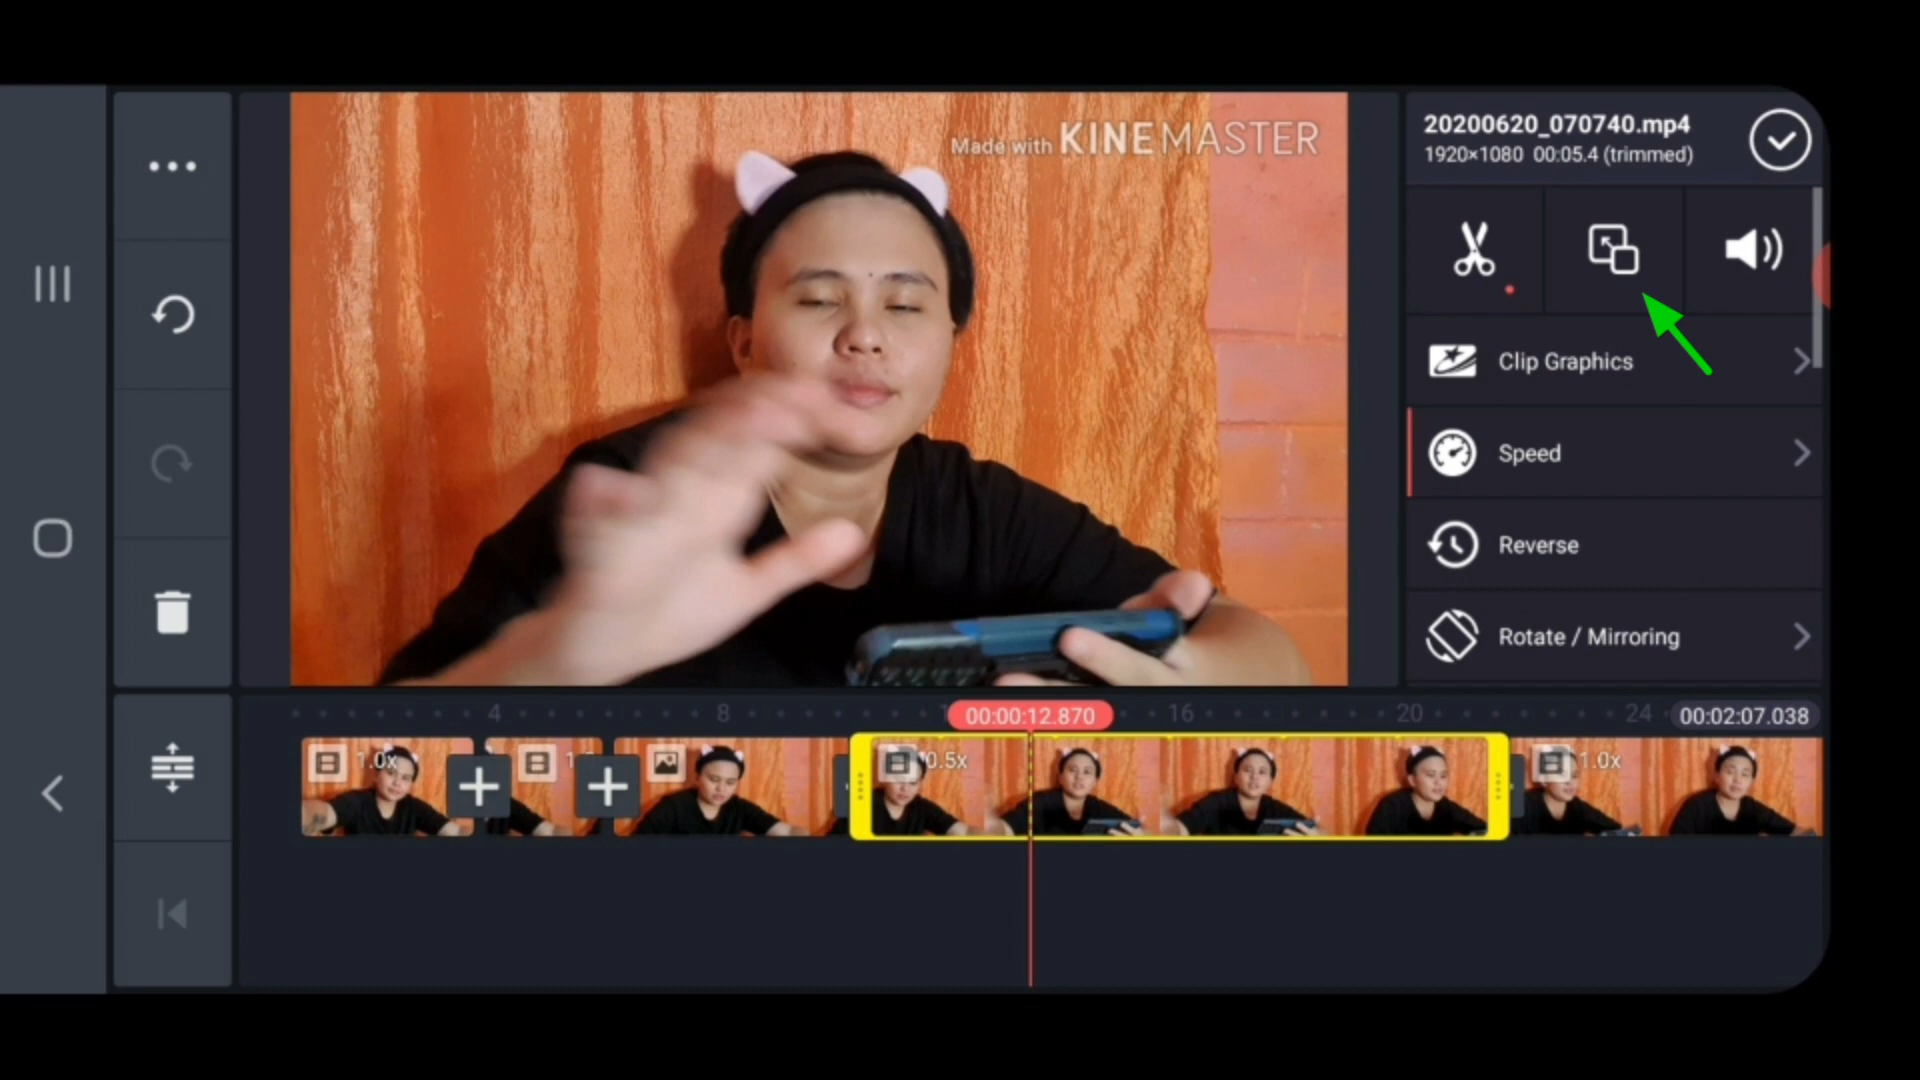 Made with KINEMASTER
20200620_070740.mp4
1920×1080 00:05.4 (trimmed)
Clip Graphics
Speed
Reverse
Rotate / Mirroring
4
8
00:00:12.870
16
20
24
00:02:07.038
1.0x
0.5x
1.0x